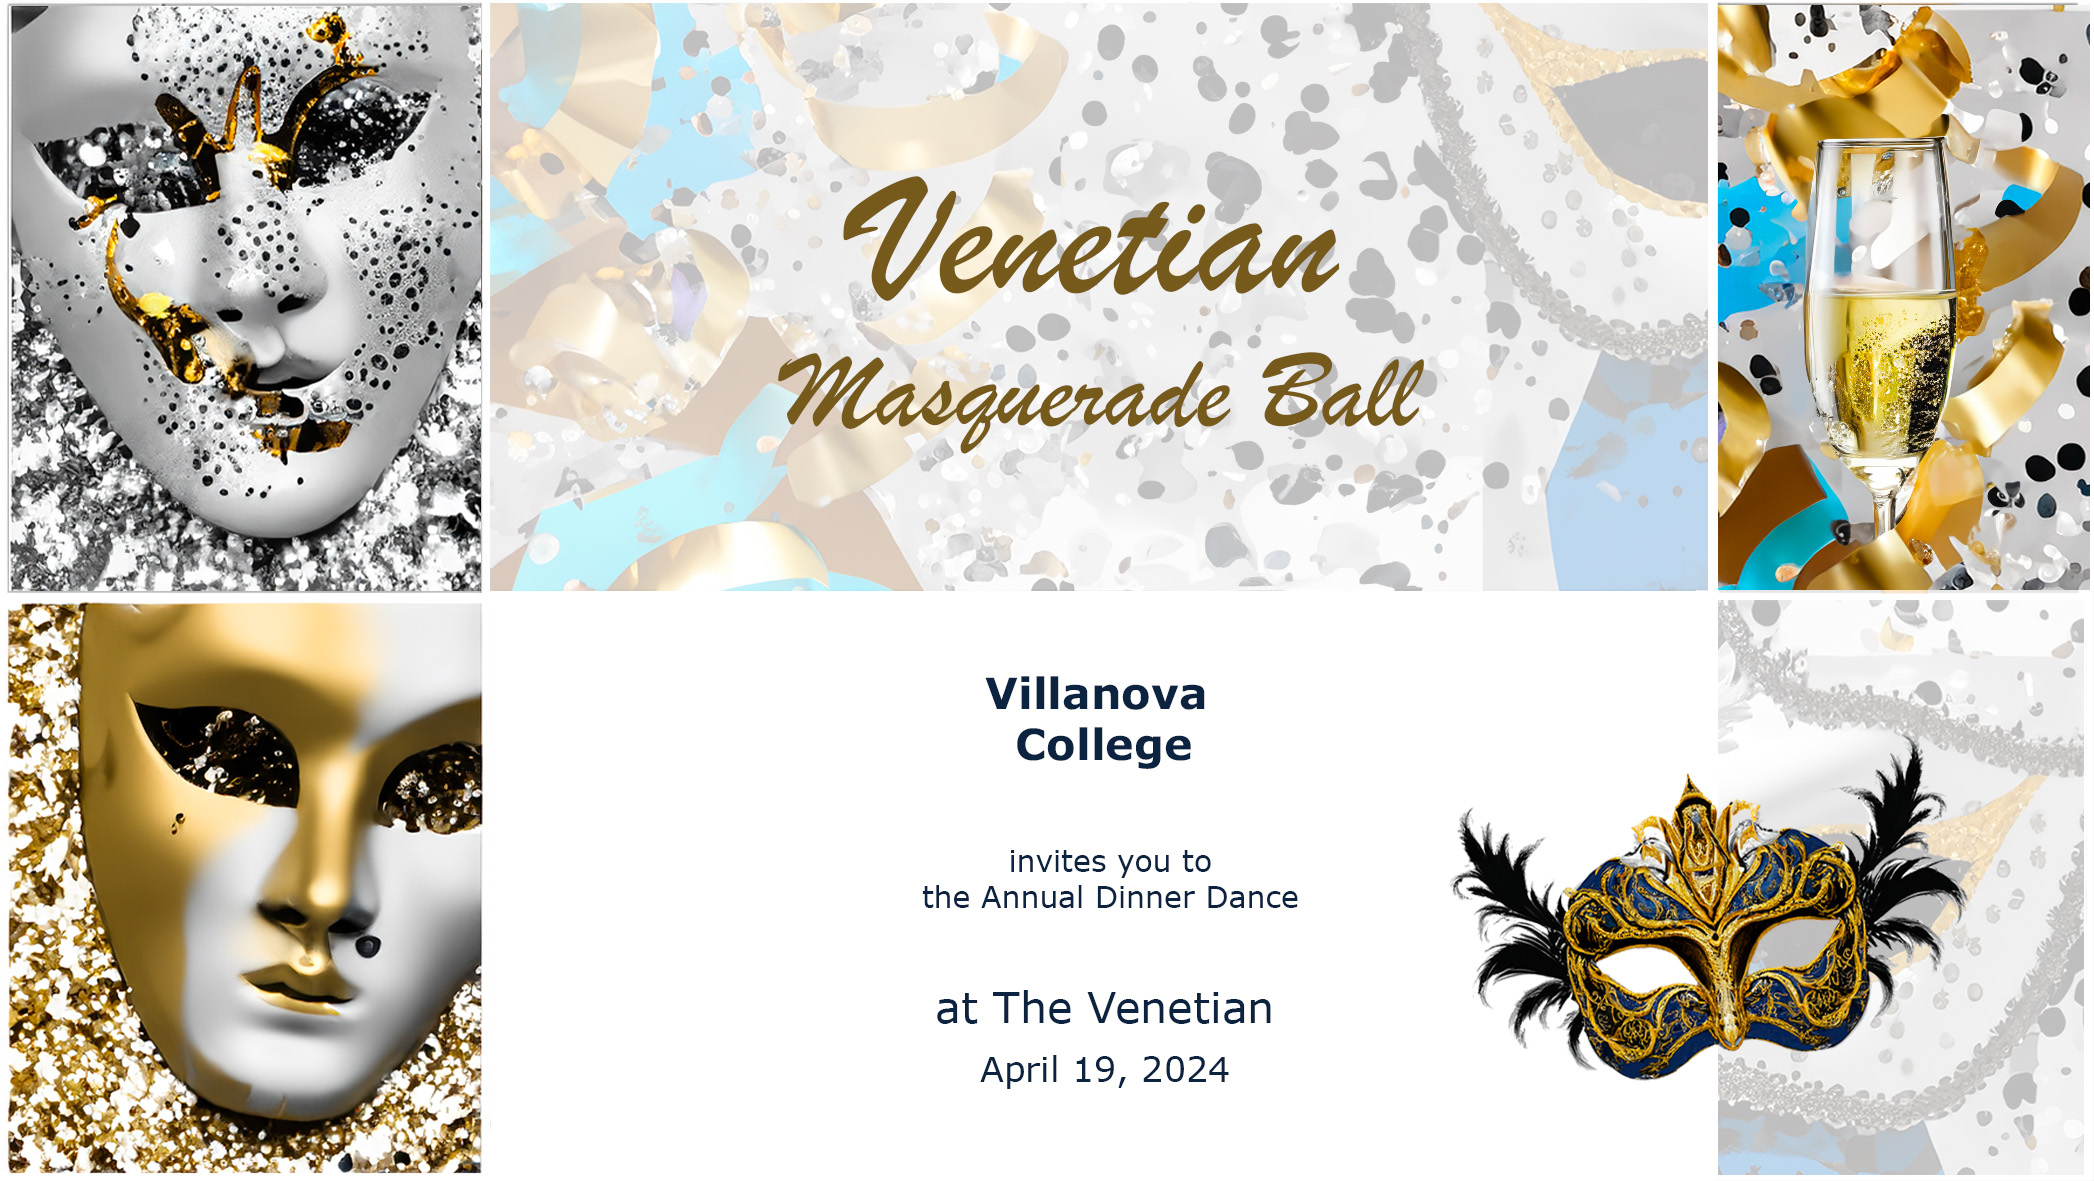 Venetian
Masquerade Ball
Villanova
College
invites you to
the Annual Dinner Dance
at The Venetian
April 19, 2024